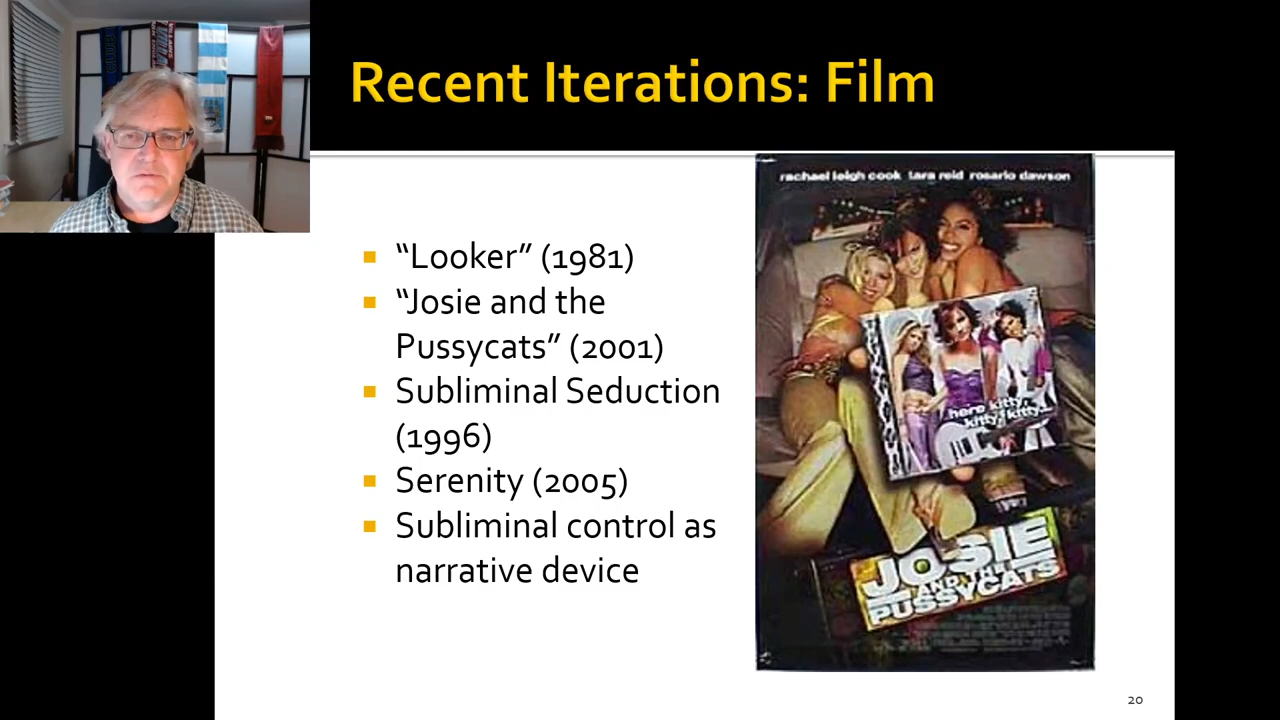 Recent Iterations: Film
rachael leigh cook tara reid rosario dawson
“Looker” (1981)
“Josie and the
Pussycats” (2001)
Subliminal Seduction
(1996)
Serenity (2005)
Subliminal control as
narrative device
here kitty,
kitty, kitty...
JOSIE
AND THE
PUSSYCATS
20